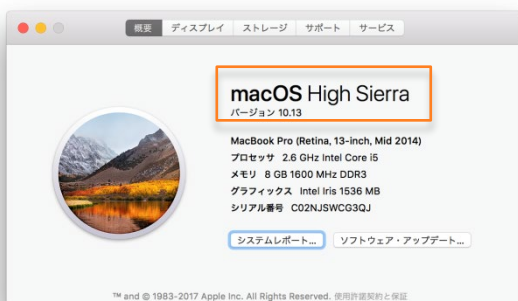 概要 ディスプレイ ストレージ サポート サービス
macOS High Sierra
バージョン 10.13
MacBook Pro (Retina, 13-inch, Mid 2014)
プロセッサ 2.6 GHz Intel Core i5
メモリ 8 GB 1600 MHz DDR3
グラフィックス Intel Iris 1536 MB
シリアル番号 C02NJSWCG3QJ
システムレポート... ソフトウェア・アップデート...
™ and © 1983-2017 Apple Inc. All Rights Reserved. 使用許諾契約と保証